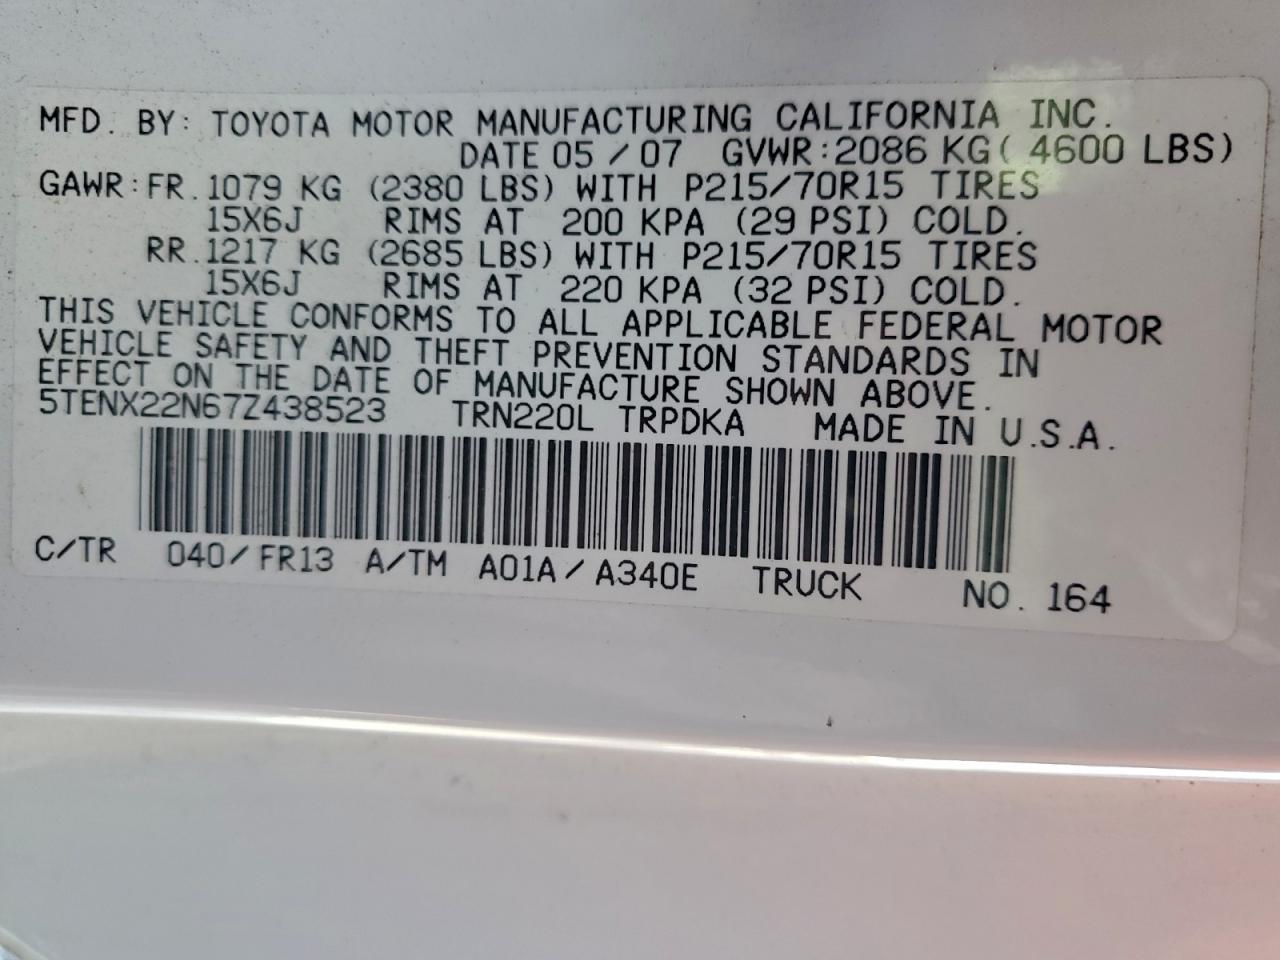 MFD. BY: TOYOTA MOTOR MANUFACTURING CALIFORNIA INC.
DATE 05 / 07 GVWR: 2086 KG ( 4600 LBS)
GAWR: FR. 1079 KG (2380 LBS) WITH P215/70R15 TIRES
15X6J RIMS AT 200 KPA (29 PSI) COLD.
RR. 1217 KG (2685 LBS) WITH P215/70R15 TIRES
15X6J RIMS AT 220 KPA (32 PSI) COLD.
THIS VEHICLE CONFORMS TO ALL APPLICABLE FEDERAL MOTOR
VEHICLE SAFETY AND THEFT PREVENTION STANDARDS IN
EFFECT ON THE DATE OF MANUFACTURE SHOWN ABOVE.
5TENX22N67Z438523 TRN220L TRPDKA MADE IN U.S.A.
C/TR 040/FR13 A/TM A01A/A340E TRUCK NO. 164